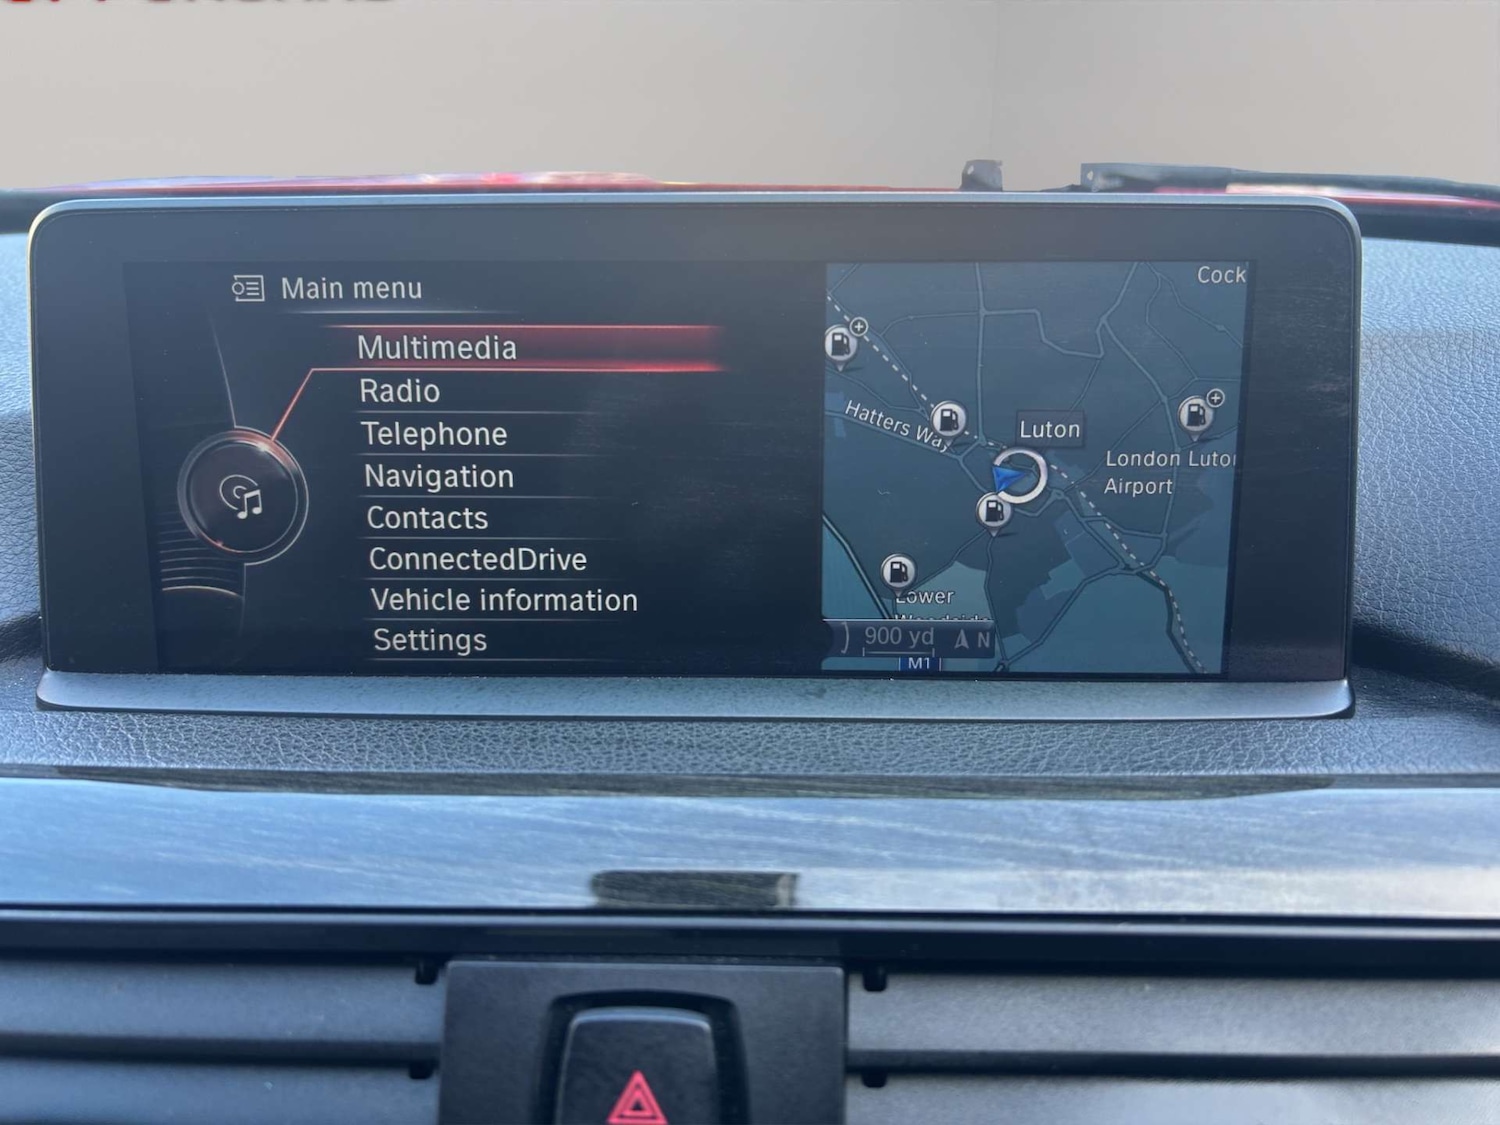 Main menu
Multimedia
Radio
Telephone
Navigation
Contacts
ConnectedDrive
Vehicle information
Settings
Cock
Hatters Way
Luton
London Luto
Airport
Lower
900 yd
N
M1